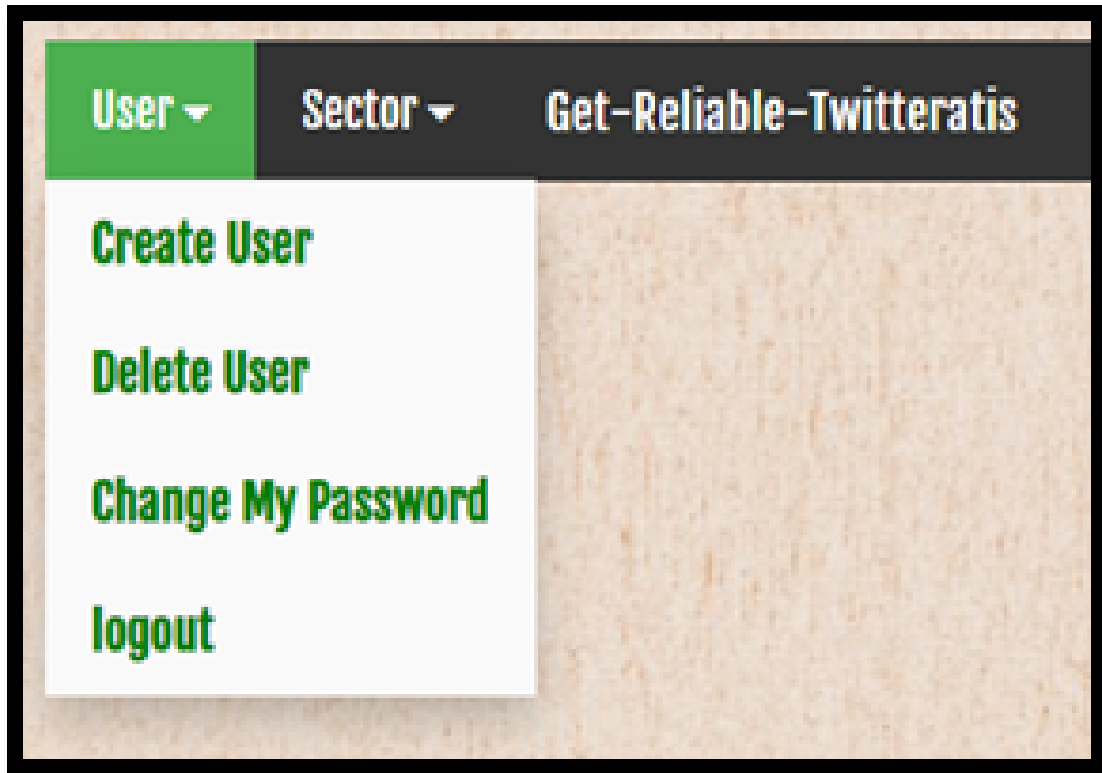 User Sector Get-Reliable-Twitteratis
Create User
Delete User
Change My Password
logout